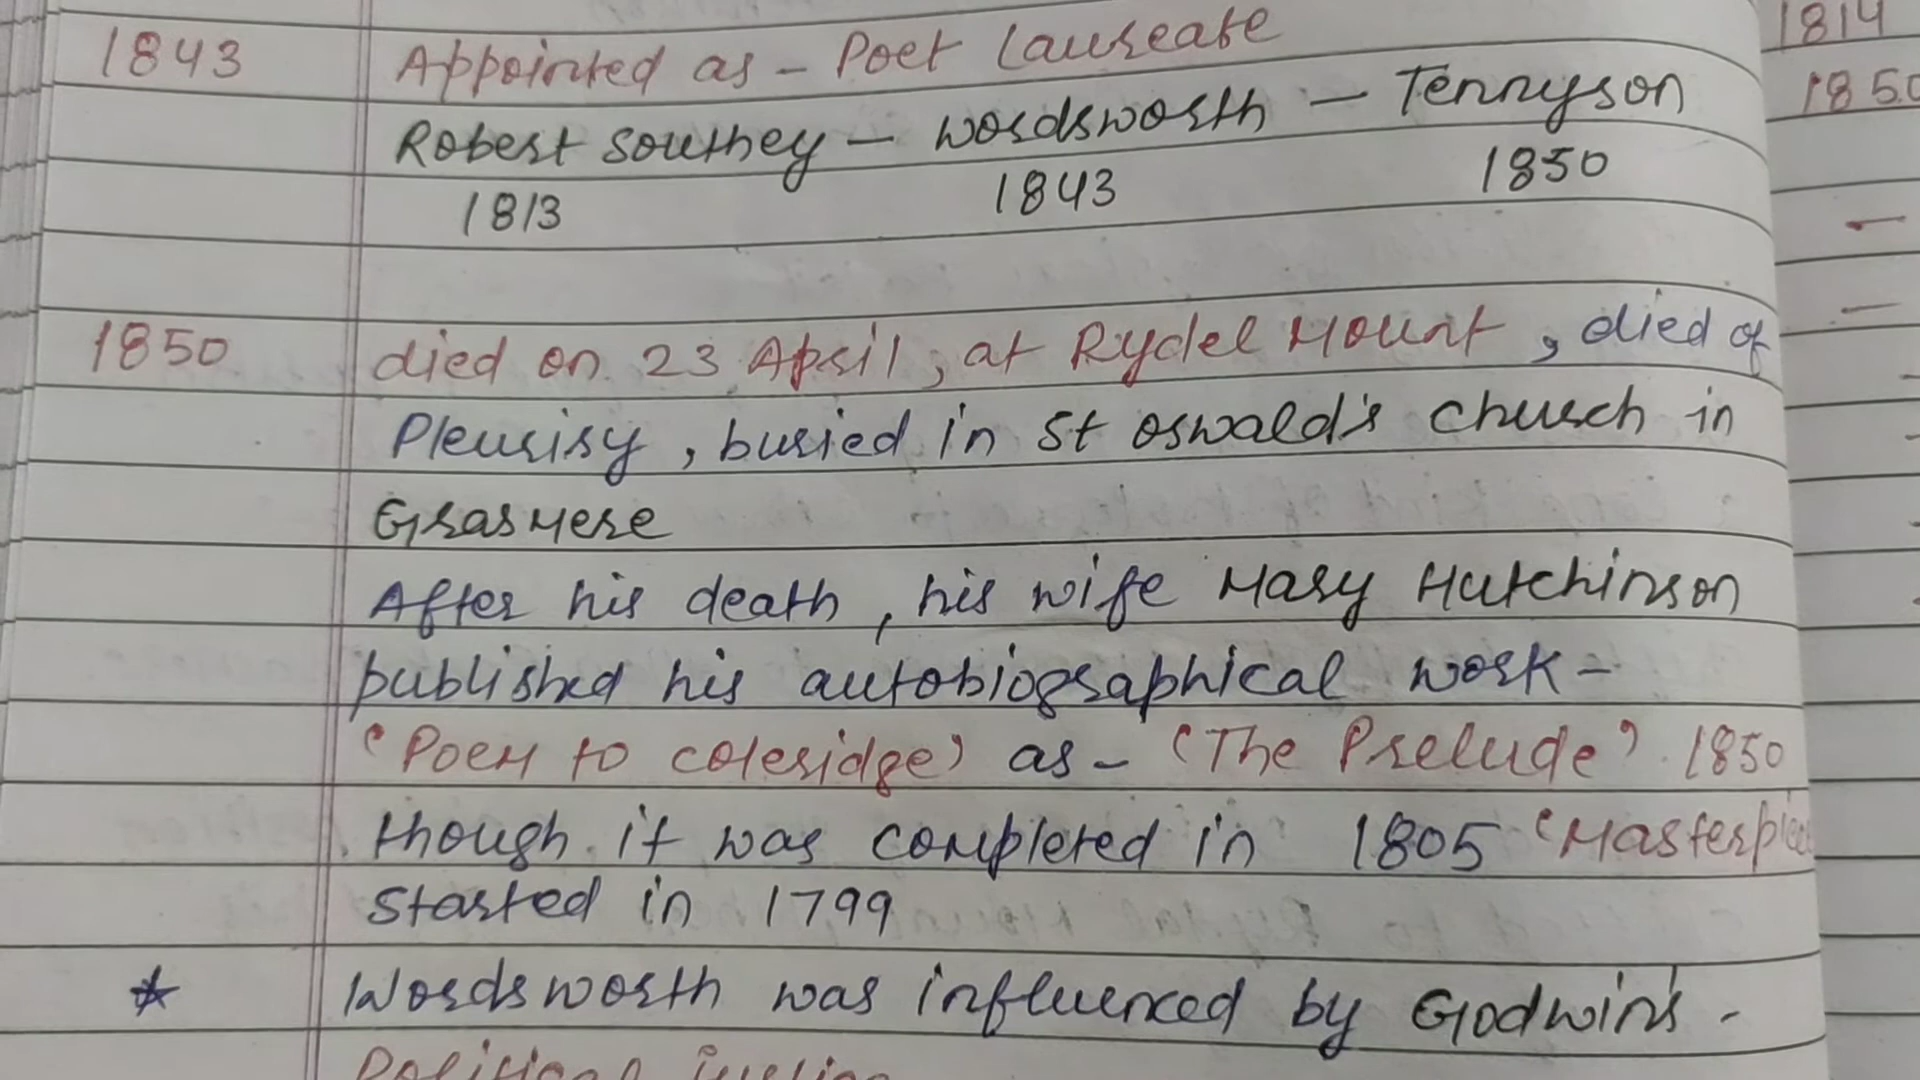 1843 Appointed as - Poet Laureate
Robert Southey - Wordsworth - Tennyson
1813 1843 1850
1850 died on 23 April, at Rydel Mount, died of
Pleurisy, buried in St Oswald's church in
Grasmere
After his death, his wife Mary Hutchinson
published his autobiographical work -
'Poem to coleridge' as - 'The Prelude' 1850
though it was completed in 1805 'Masterpiece
started in 1799
* Wordsworth was influenced by Godwin's -
Political Justice
1814
1850